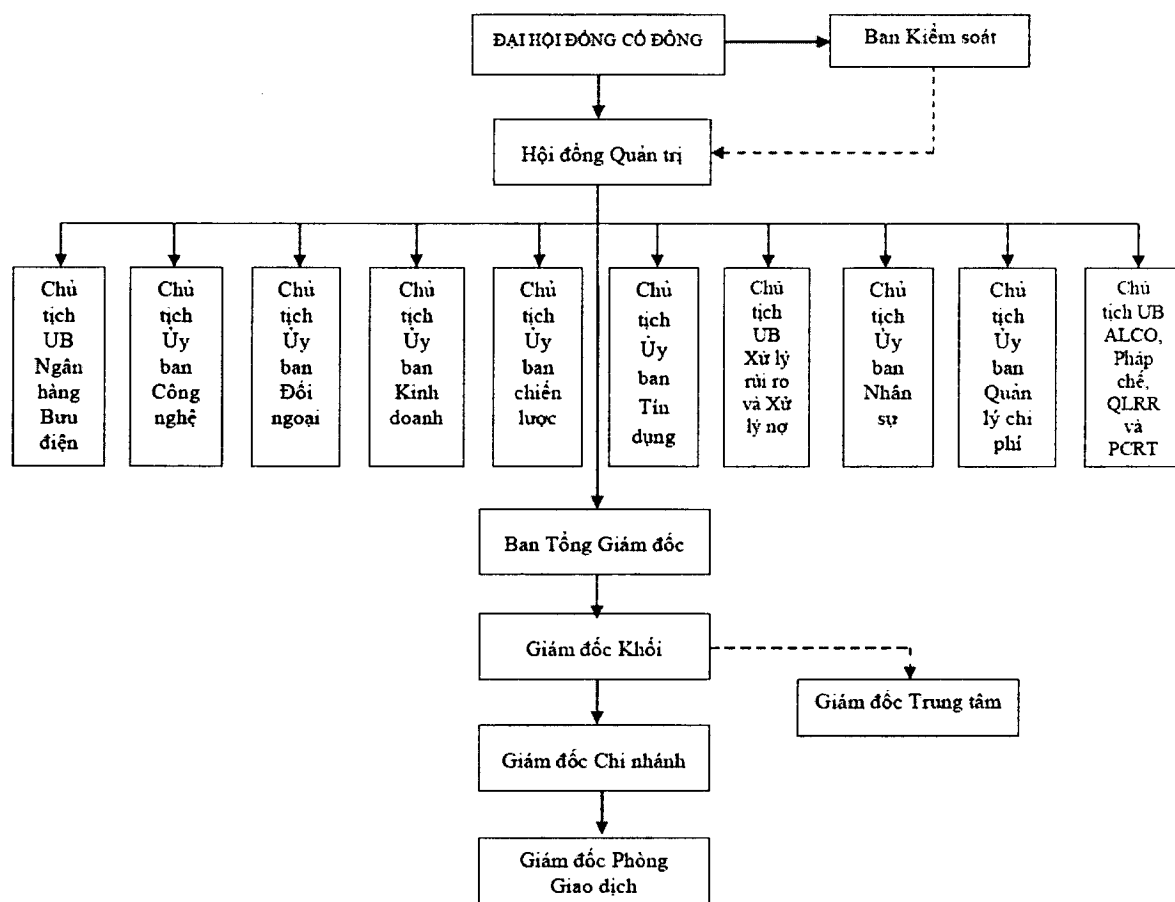 ĐẠI HỘI ĐỒNG CỔ ĐÔNG
Ban Kiểm soát
Hội đồng Quản trị
Chủ
tịch
UB
Ngân
hàng
Bưu
điện
Chủ
tịch
Ủy
ban
Công
nghệ
Chủ
tịch
Ủy
ban
Đối
ngoại
Chủ
tịch
Ủy
ban
Kinh
doanh
Chủ
tịch
Ủy
ban
chiến
lược
Chủ
tịch
Ủy
ban
Tín
dụng
Chủ
tịch
UB
Xử lý
rủi ro
và Xử
lý nợ
Chủ
tịch
Ủy
ban
Nhân
sự
Chủ
tịch
Ủy
ban
Quản
lý chi
phí
Chủ
tịch UB
ALCO,
Pháp
chế,
QLRR
và
PCRT
Ban Tổng Giám đốc
Giám đốc Khối
Giám đốc Trung tâm
Giám đốc Chi nhánh
Giám đốc Phòng
Giao dịch